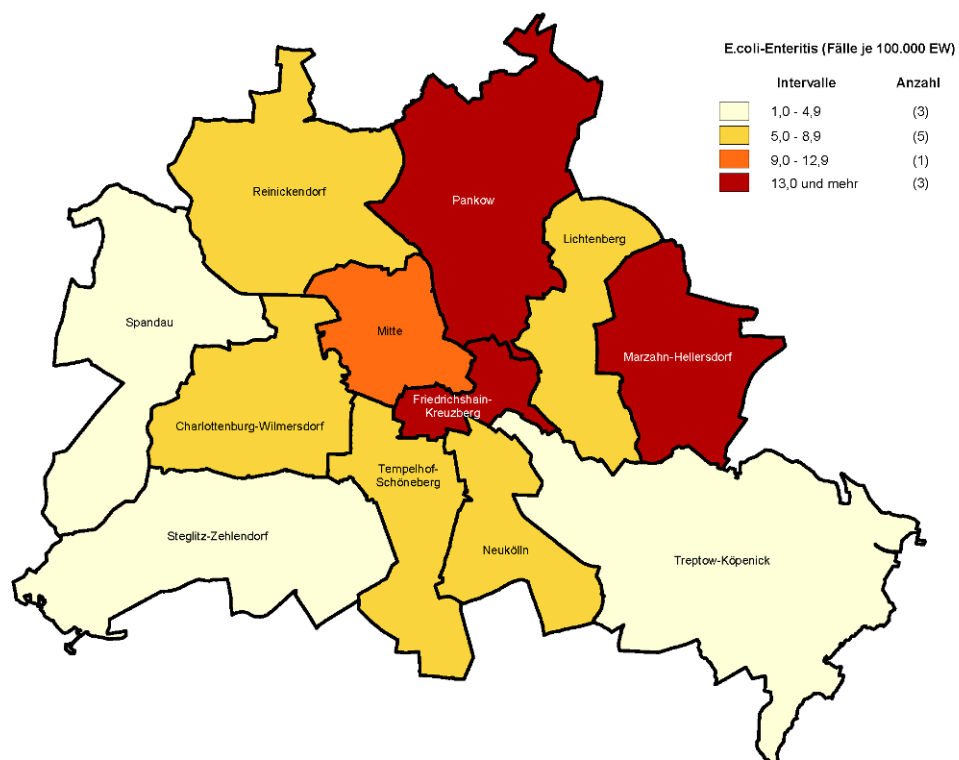 E.coli-Enteritis (Fälle je 100.000 EW)
Intervalle Anzahl
1,0 - 4,9 (3)
5,0 - 8,9 (5)
9,0 - 12,9 (1)
13,0 und mehr (3)
Reinickendorf
Pankow
Lichtenberg
Spandau
Mitte
Marzahn-Hellersdorf
Friedrichshain-
Kreuzberg
Charlottenburg-Wilmersdorf
Tempelhof-
Schöneberg
Steglitz-Zehlendorf
Neukölln
Treptow-Köpenick